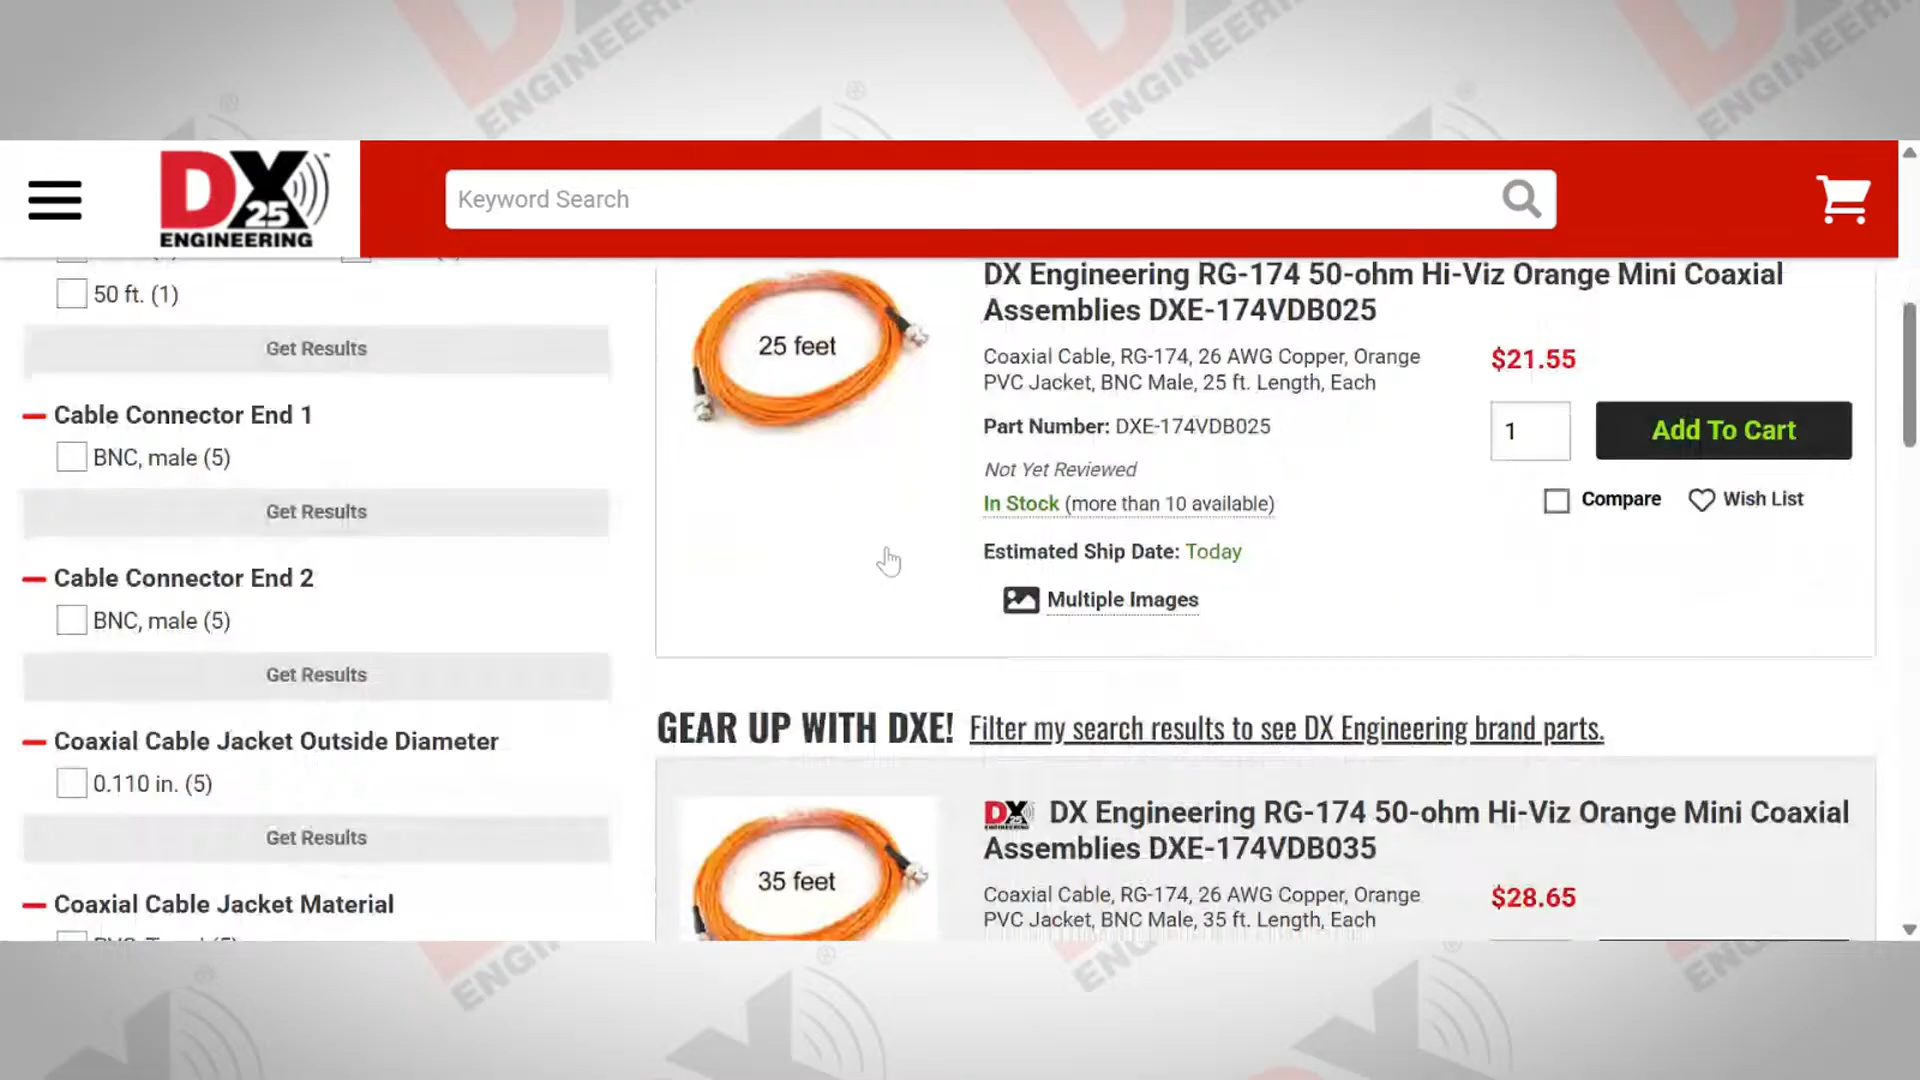 ENGINEERING
ENGINEERING
ENGINEERING
Keyword Search
DX
25
ENGINEERING
50 ft. (1)
Get Results
Cable Connector End 1
BNC, male (5)
Get Results
Cable Connector End 2
BNC, male (5)
Get Results
Coaxial Cable Jacket Outside Diameter
0.110 in. (5)
Get Results
Coaxial Cable Jacket Material
25 feet
DX Engineering RG-174 50-ohm Hi-Viz Orange Mini Coaxial
Assemblies DXE-174VDB025
Coaxial Cable, RG-174, 26 AWG Copper, Orange
PVC Jacket, BNC Male, 25 ft. Length, Each
$21.55
Part Number: DXE-174VDB025
1
Add To Cart
Not Yet Reviewed
In Stock (more than 10 available)
Compare
Wish List
Estimated Ship Date: Today
Multiple Images
GEAR UP WITH DXE! Filter my search results to see DX Engineering brand parts.
35 feet
DX
ENGINEERING
DX Engineering RG-174 50-ohm Hi-Viz Orange Mini Coaxial
Assemblies DXE-174VDB035
Coaxial Cable, RG-174, 26 AWG Copper, Orange
PVC Jacket, BNC Male, 35 ft. Length, Each
$28.65